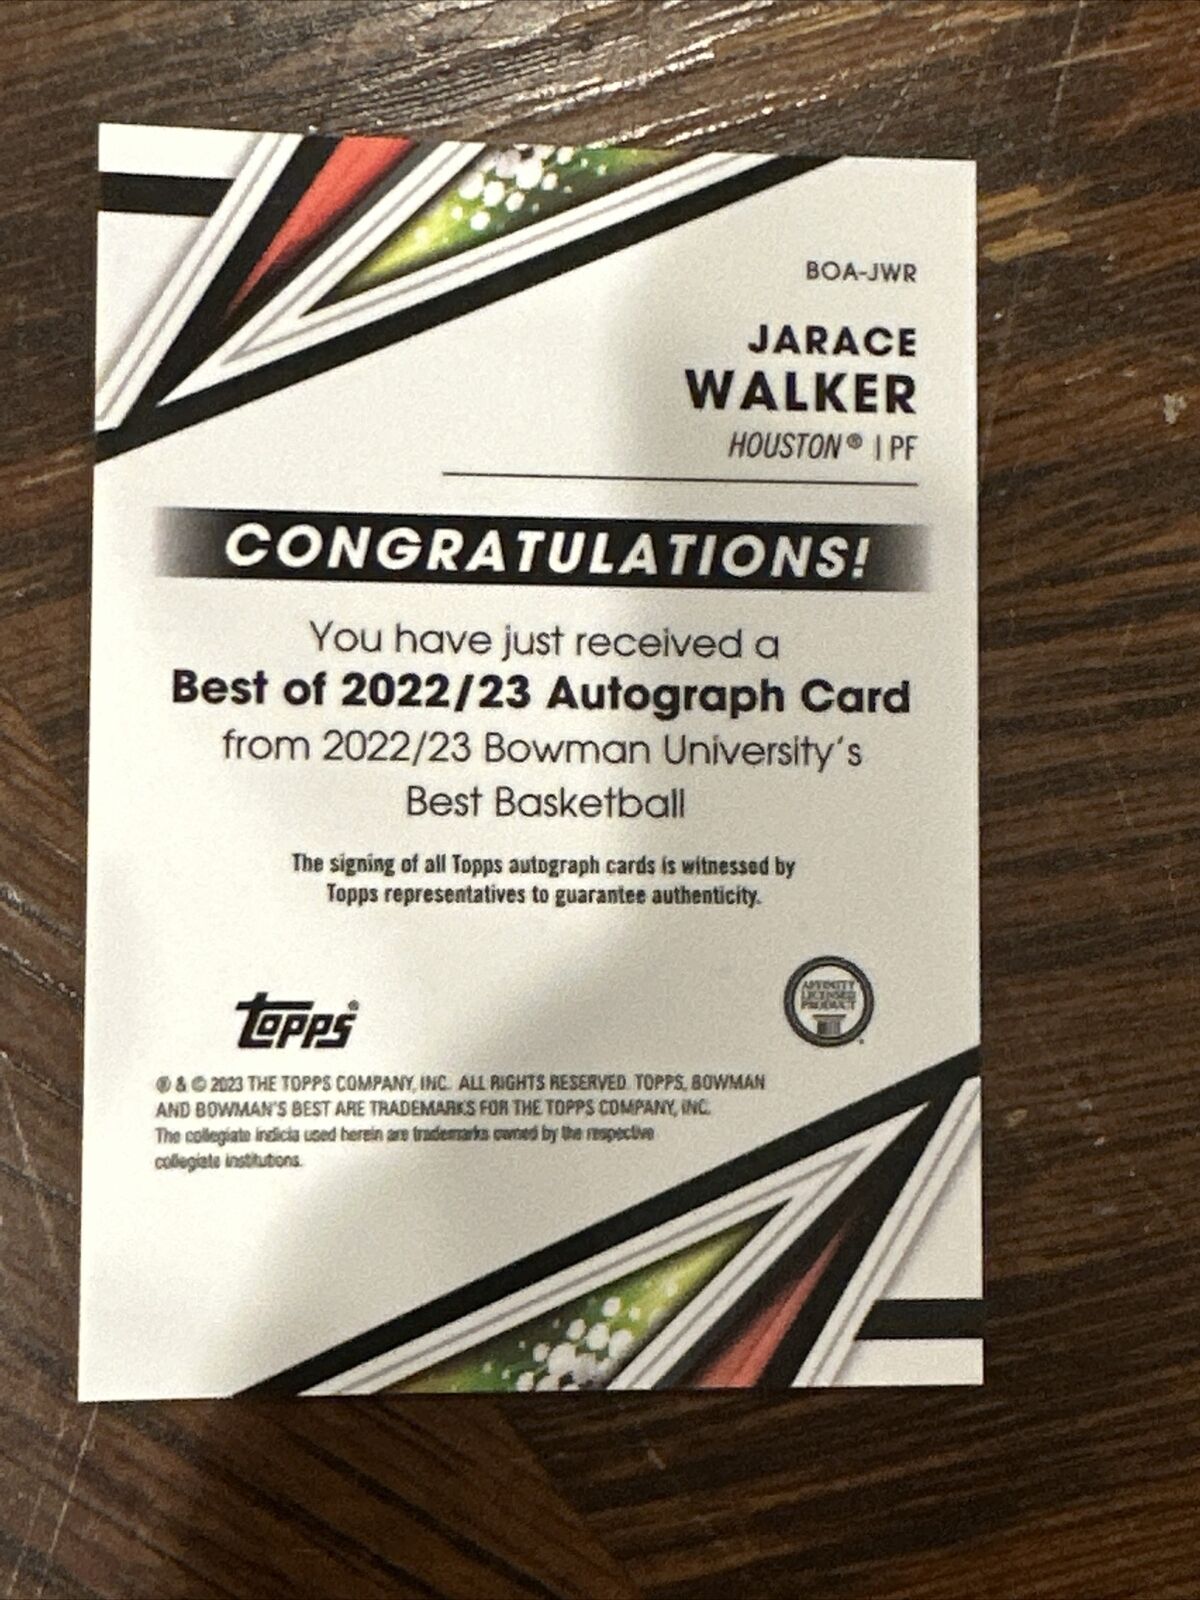 BOA-JWR
JARACE
WALKER
HOUSTON® | PF
CONGRATULATIONS!
You have just received a
Best of 2022/23 Autograph Card
from 2022/23 Bowman University's
Best Basketball
The signing of all Topps autograph cards is witnessed by
Topps representatives to guarantee authenticity.
topps®
AFFINITY
LICENSED
PRODUCT
® & © 2023 THE TOPPS COMPANY, INC. ALL RIGHTS RESERVED. TOPPS, BOWMAN
AND BOWMAN'S BEST ARE TRADEMARKS FOR THE TOPPS COMPANY, INC.
The collegiate indicia used herein are trademarks owned by the respective
collegiate institutions.